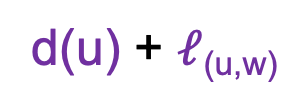 d(u) + ℓ(u,w)